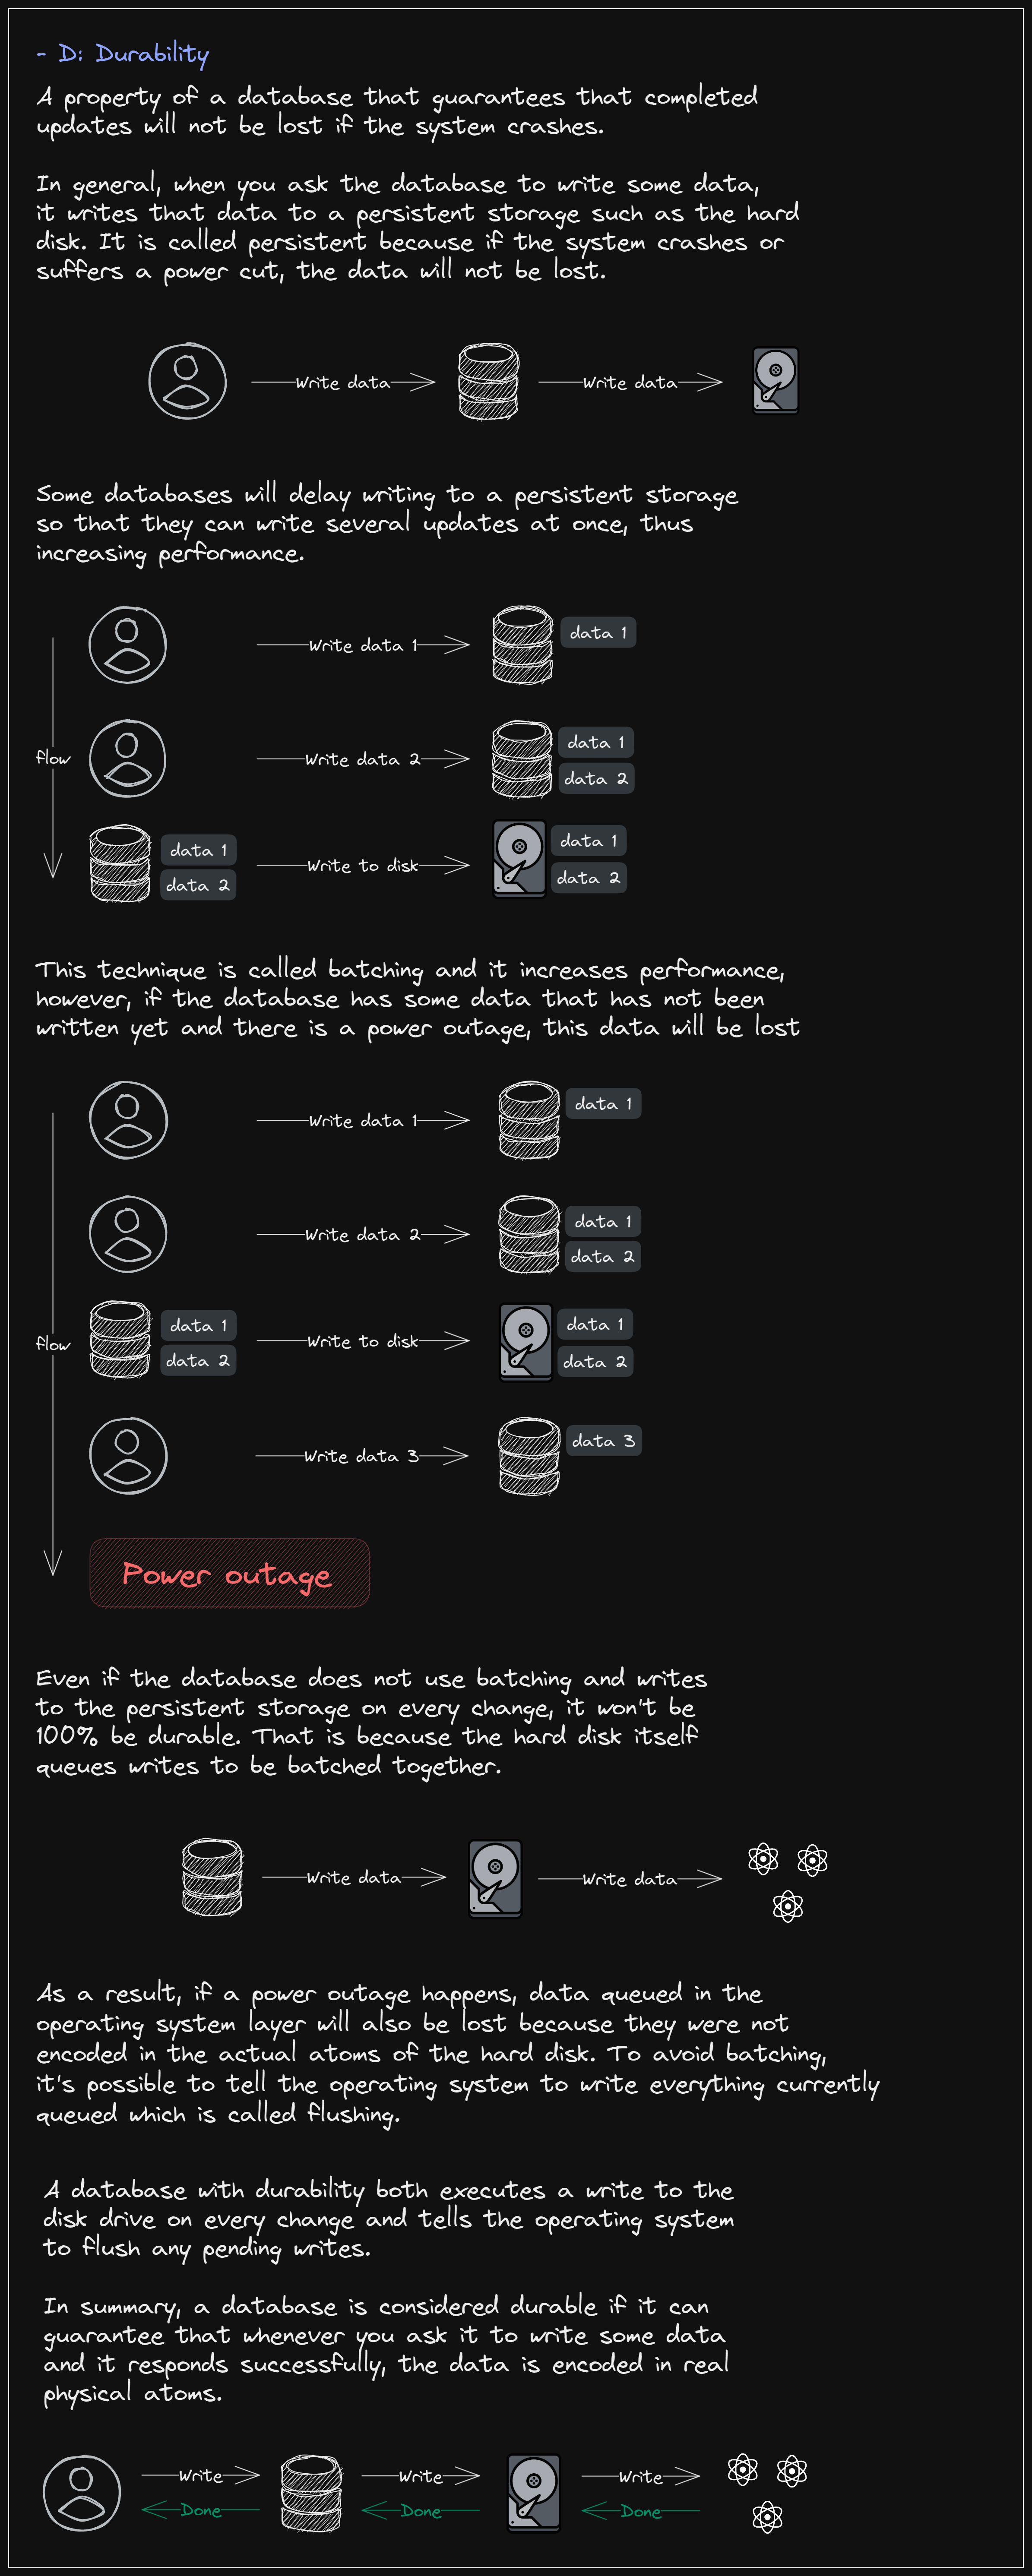 - D: Durability
A property of a database that guarantees that completed
updates will not be lost if the system crashes.
In general, when you ask the database to write some data,
it writes that data to a persistent storage such as the hard
disk. It is called persistent because if the system crashes or
suffers a power cut, the data will not be lost.
Write data
Write data
Some databases will delay writing to a persistent storage
so that they can write several updates at once, thus
increasing performance.
Write data 1
data 1
flow
Write data 2
data 1
data 2
data 1
data 2
Write to disk
data 1
data 2
This technique is called batching and it increases performance,
however, if the database has some data that has not been
written yet and there is a power outage, this data will be lost
Write data 1
data 1
Write data 2
data 1
data 2
flow
data 1
data 2
Write to disk
data 1
data 2
Write data 3
data 3
Power outage
Even if the database does not use batching and writes
to the persistent storage on every change, it won't be
100% be durable. That is because the hard disk itself
queues writes to be batched together.
Write data
Write data
As a result, if a power outage happens, data queued in the
operating system layer will also be lost because they were not
encoded in the actual atoms of the hard disk. To avoid batching,
it's possible to tell the operating system to write everything currently
queued which is called flushing.
A database with durability both executes a write to the
disk drive on every change and tells the operating system
to flush any pending writes.
In summary, a database is considered durable if it can
guarantee that whenever you ask it to write some data
and it responds successfully, the data is encoded in real
physical atoms.
Write
Write
Write
Done
Done
Done